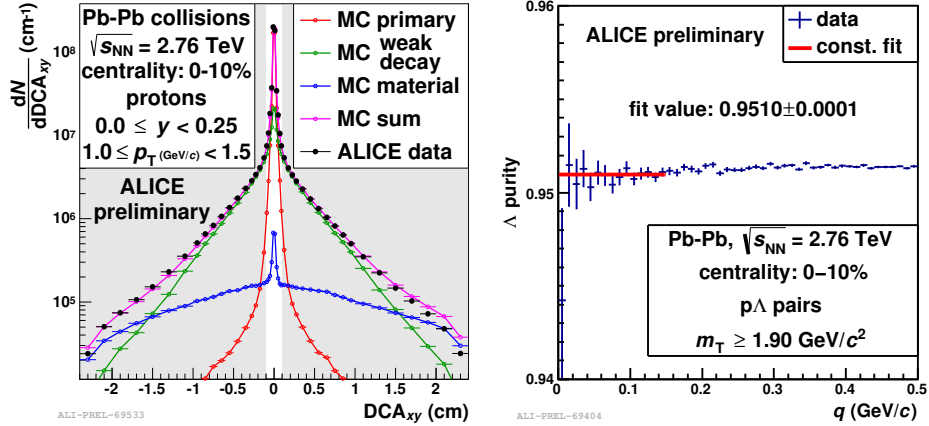 Pb-Pb collisions
√sNN = 2.76 TeV
centrality: 0-10%
protons
0.0 ≤ y < 0.25
1.0 ≤ pT (GeV/c) < 1.5
MC primary
MC weak decay
MC material
MC sum
ALICE data
ALICE
preliminary
dN/dDCAxy (cm⁻¹)
10⁸
10⁷
10⁶
10⁵
-2 -1.5 -1 -0.5 0 0.5 1 1.5 2
DCAxy (cm)
ALI-PREL-69533
0.96
0.95
0.94
Λ purity
ALICE preliminary
data
const. fit
fit value: 0.9510±0.0001
Pb-Pb, √sNN = 2.76 TeV
centrality: 0–10%
pΛ pairs
mT ≥ 1.90 GeV/c²
0 0.1 0.2 0.3 0.4 0.5
q (GeV/c)
ALI-PREL-69404